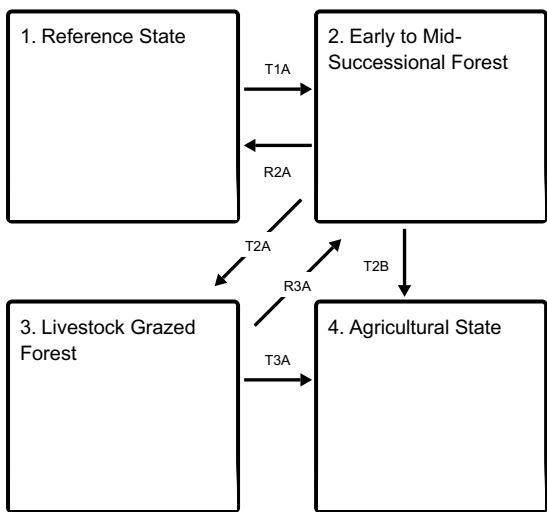 1. Reference State
2. Early to Mid-
Successional Forest
T1A
R2A
T2A
R3A
T2B
3. Livestock Grazed
Forest
4. Agricultural State
T3A